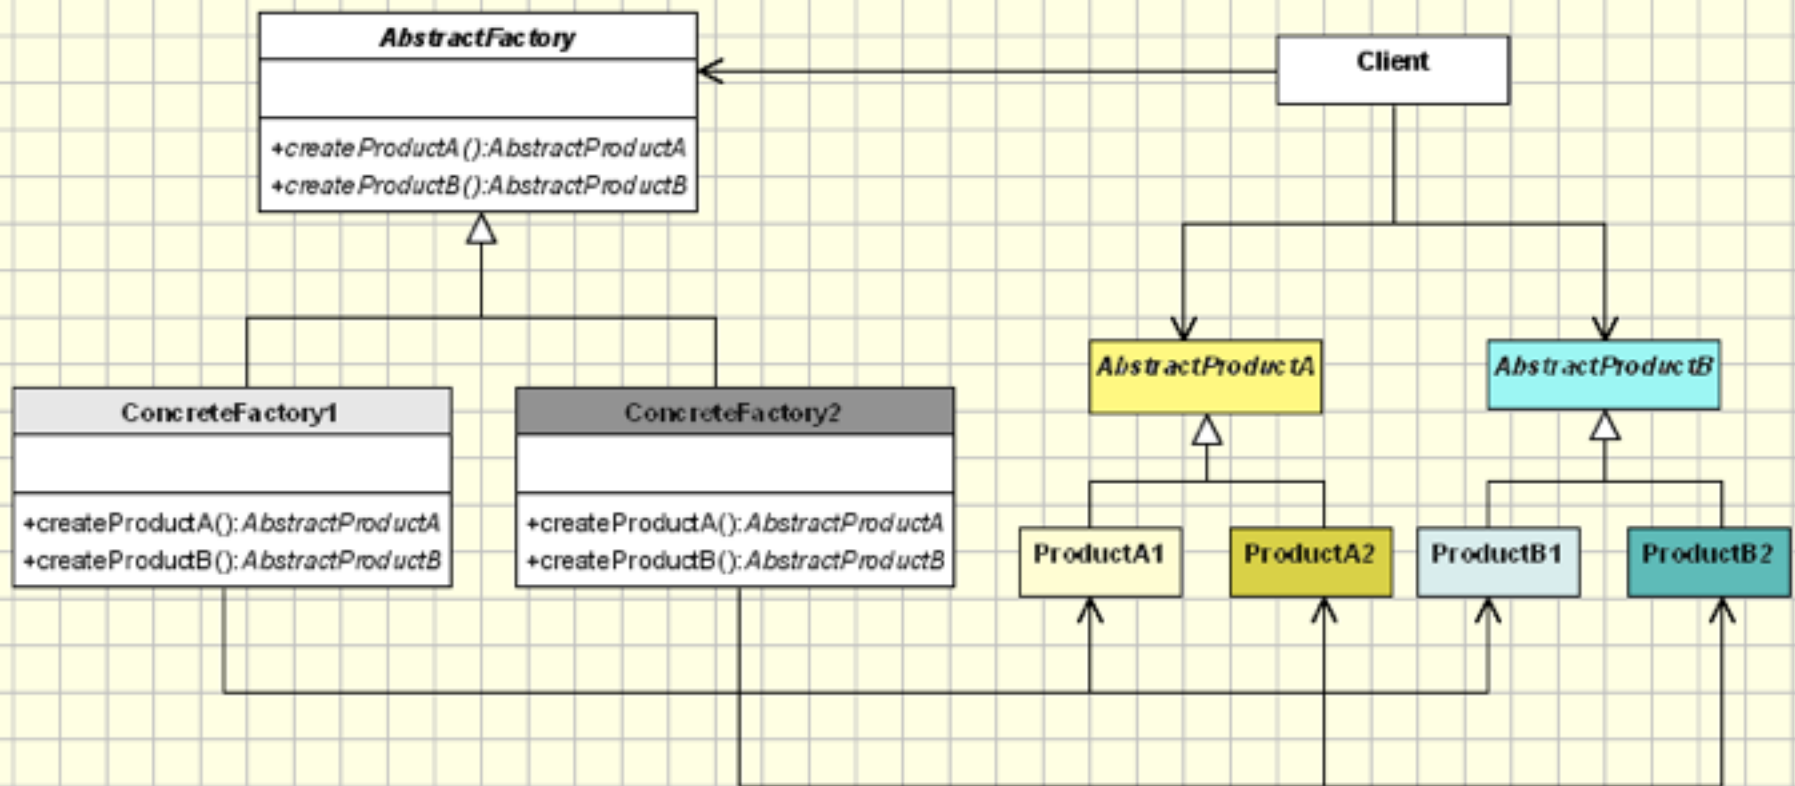 AbstractFactory
+createProductA():AbstractProductA
+createProductB():AbstractProductB
Client
ConcreteFactory1
+createProductA():AbstractProductA
+createProductB():AbstractProductB
ConcreteFactory2
+createProductA():AbstractProductA
+createProductB():AbstractProductB
AbstractProductA
AbstractProductB
ProductA1
ProductA2
ProductB1
ProductB2